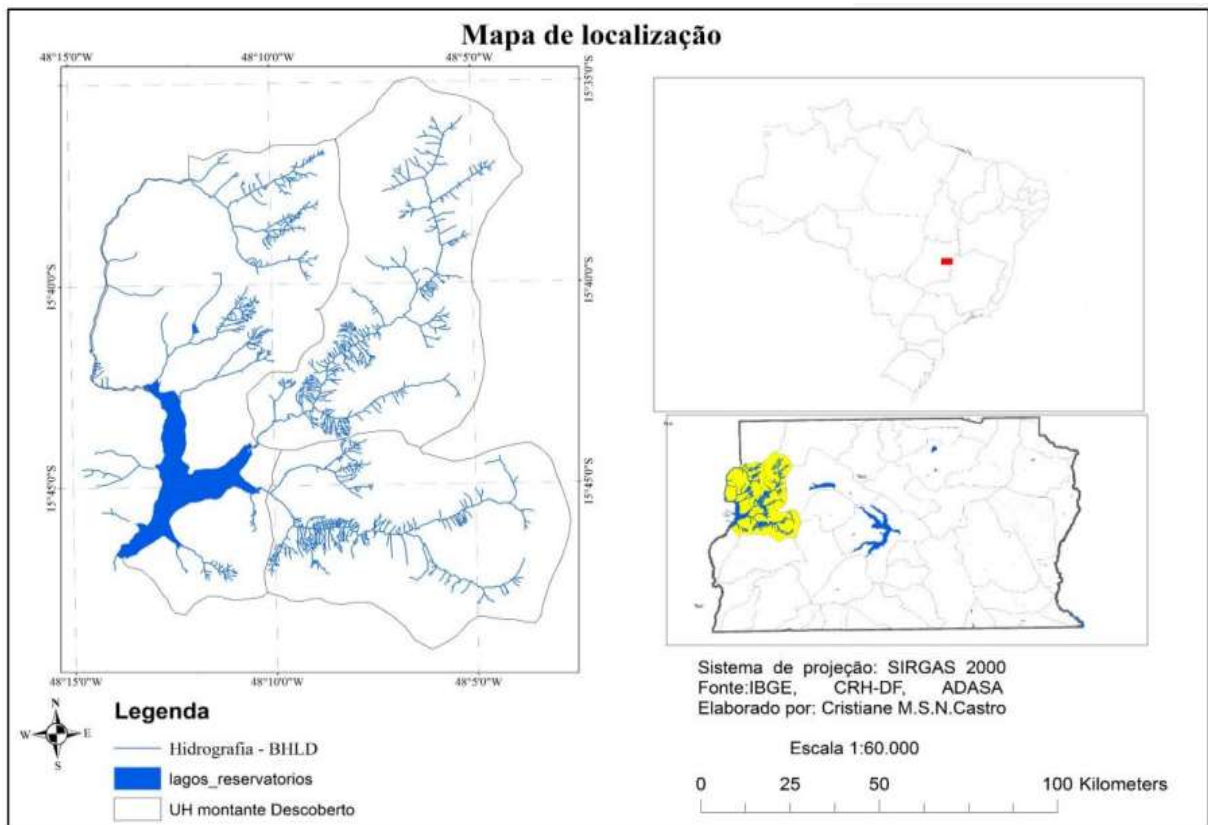 Mapa de localização
48°15'0"W 48°10'0"W 48°5'0"W
15°35'0"S
15°40'0"S 15°40'0"S
15°45'0"S 15°45'0"S
48°15'0"W 48°10'0"W 48°5'0"W
N
W E
S
Legenda
Hidrografia - BHLD
lagos_reservatorios
UH montante Descoberto
Sistema de projeção: SIRGAS 2000
Fonte:IBGE, CRH-DF, ADASA
Elaborado por: Cristiane M.S.N.Castro
Escala 1:60.000
0 25 50 100 Kilometers